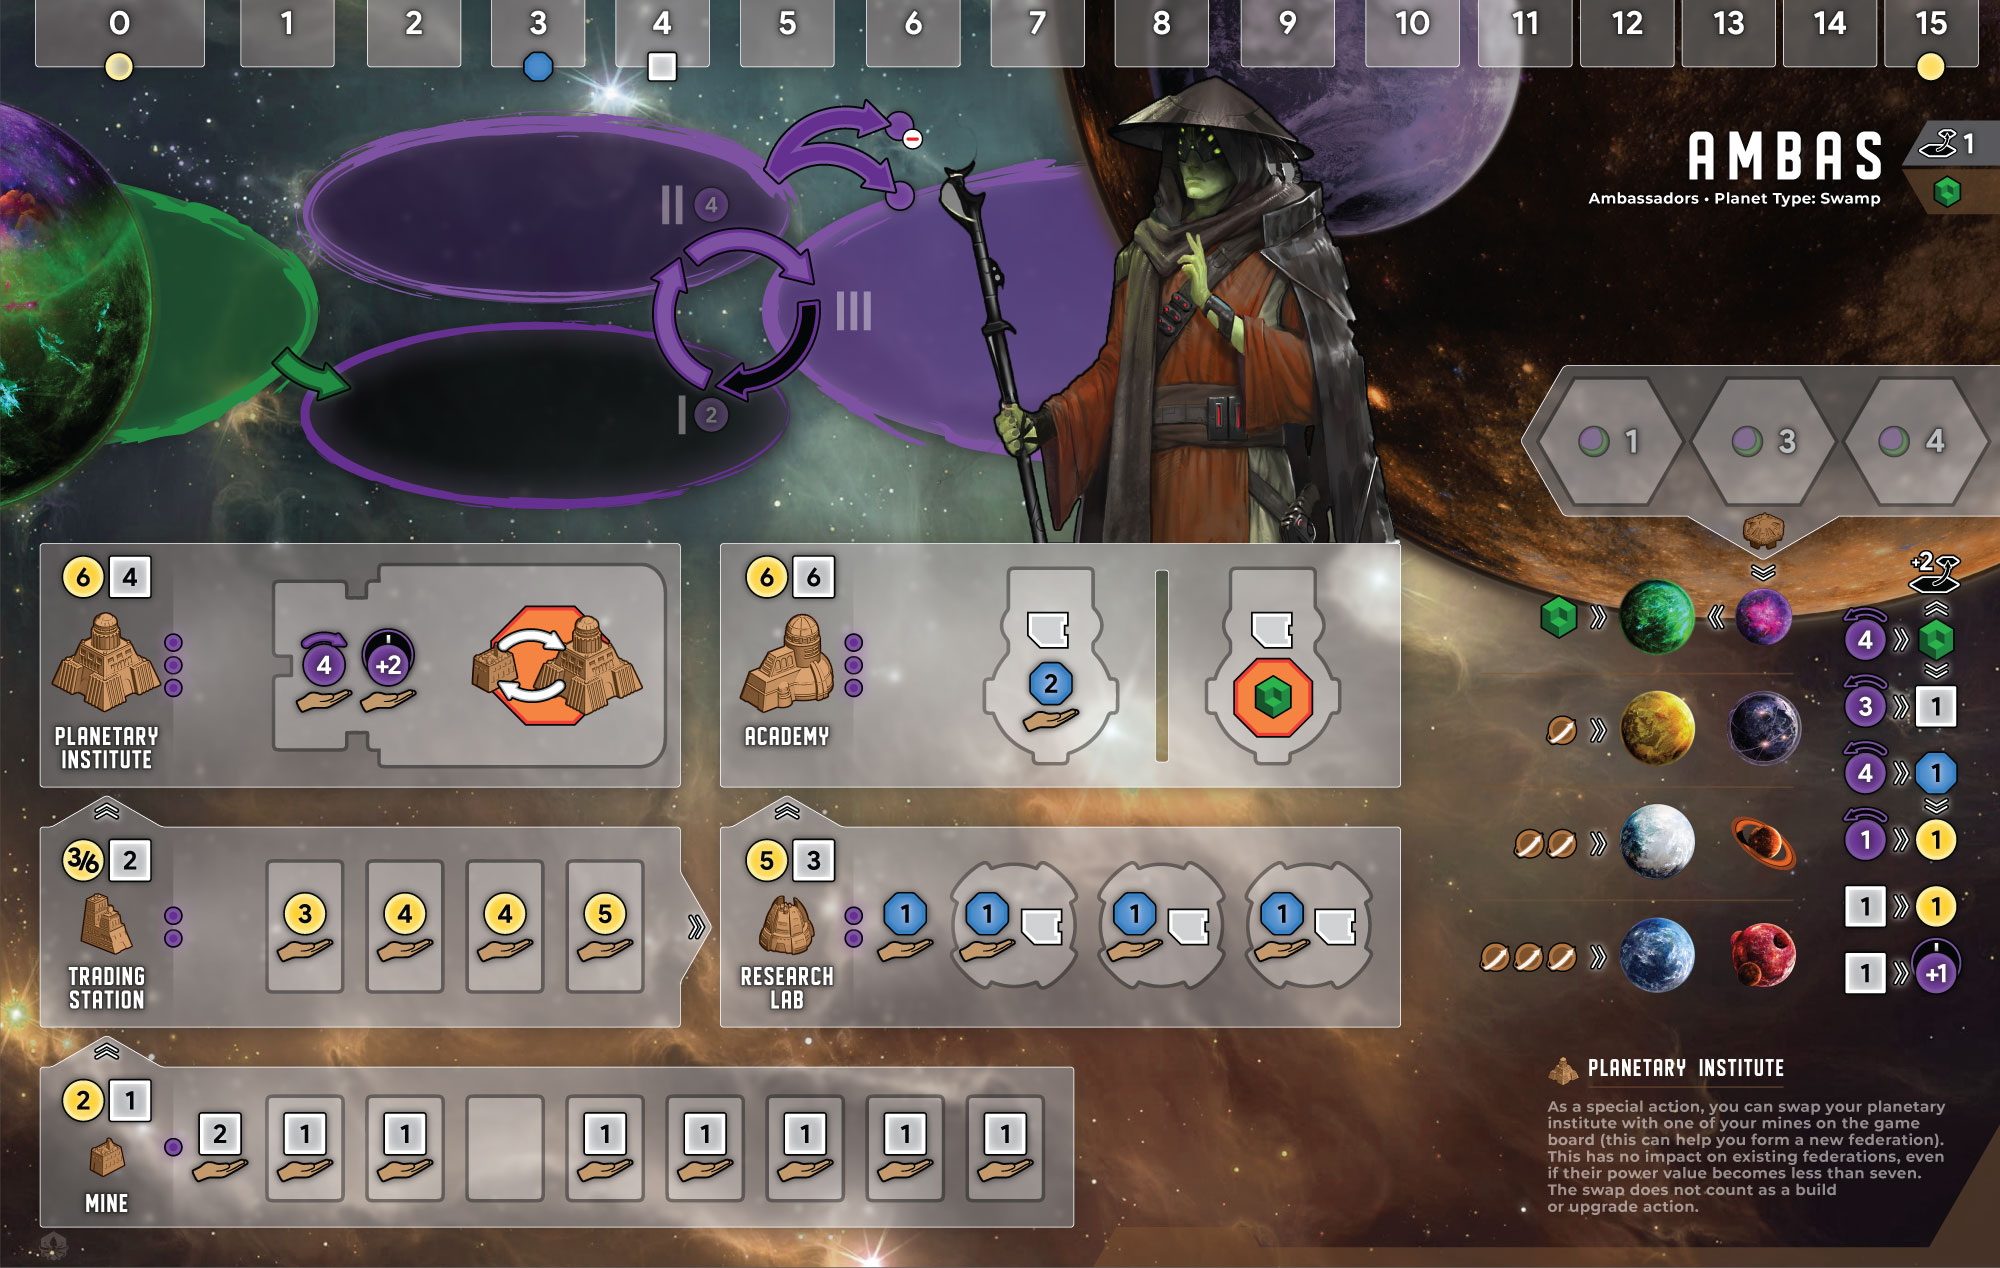 0 1 2 3 4 5 6 7 8 9 10 11 12 13 14 15
AMBAS
Ambassadors • Planet Type: Swamp
1
II 4
III
I 2
1 3 4
6 4
PLANETARY
INSTITUTE
4 +2
6 6
ACADEMY
2
3/6 2
TRADING
STATION
3 4 4 5
5 3
RESEARCH
LAB
1 1 1 1
2 1
MINE
2 1 1 1 1 1 1 1
+2
4
3 1
4 1
1 1
1 1
1 +1
PLANETARY INSTITUTE
As a special action, you can swap your planetary
institute with one of your mines on the game
board (this can help you form a new federation).
This has no impact on existing federations, even
if their power value becomes less than seven.
The swap does not count as a build
or upgrade action.